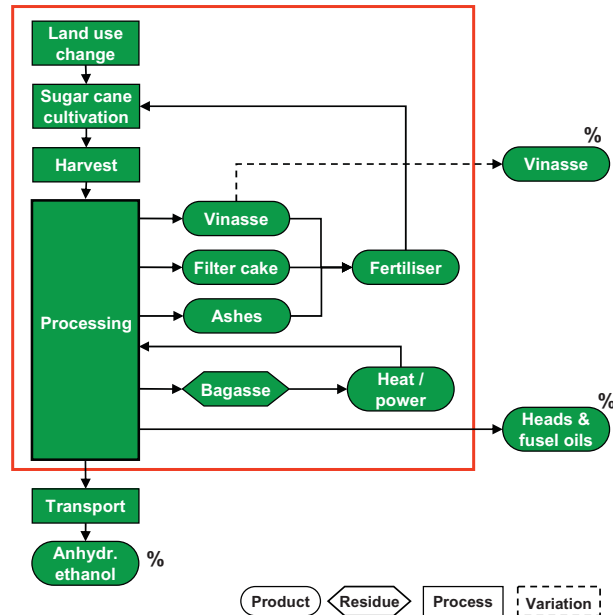 Land use
change
Sugar cane
cultivation
%
Harvest
Vinasse
Vinasse
Filter cake
Fertiliser
Processing
Ashes
Bagasse
Heat /
power
%
Heads &
fusel oils
Transport
Anhydr.
ethanol
%
Product
Residue
Process
Variation